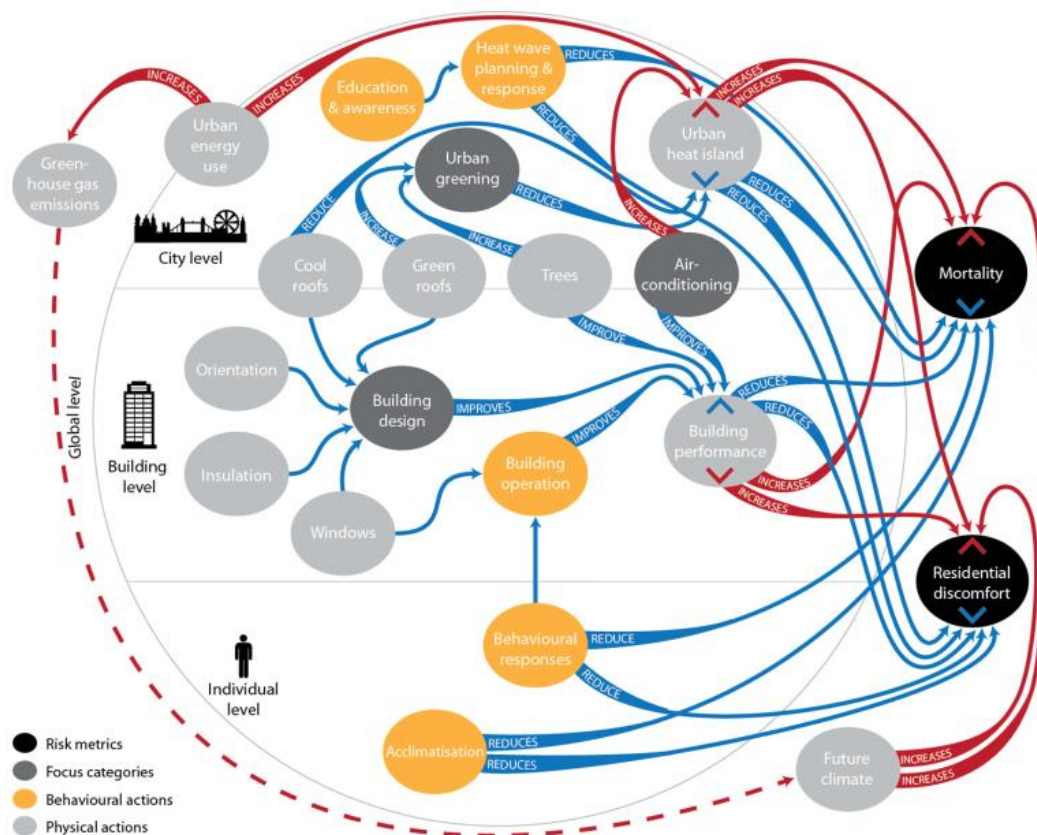 Heat wave
planning &
response
REDUCES
Education
& awareness
INCREASES
INCREASES
INCREASES
INCREASES
Urban
energy
use
Green-
house gas
emissions
Urban
heat island
REDUCES
Urban
greening
REDUCES
REDUCES
REDUCES
REDUCE
INCREASE
INCREASE
INCREASES
City level
Cool
roofs
Green
roofs
Trees
Air-
conditioning
Mortality
IMPROVE
IMPROVES
Global level
Orientation
Building
design
IMPROVES
IMPROVES
REDUCES
REDUCES
Building
performance
Building
level
Insulation
Windows
Building
operation
INCREASES
INCREASES
Residential
discomfort
Behavioural
responses
REDUCE
REDUCE
Individual
level
Acclimatisation
REDUCES
REDUCES
Future
climate
INCREASES
INCREASES
Risk metrics
Focus categories
Behavioural actions
Physical actions